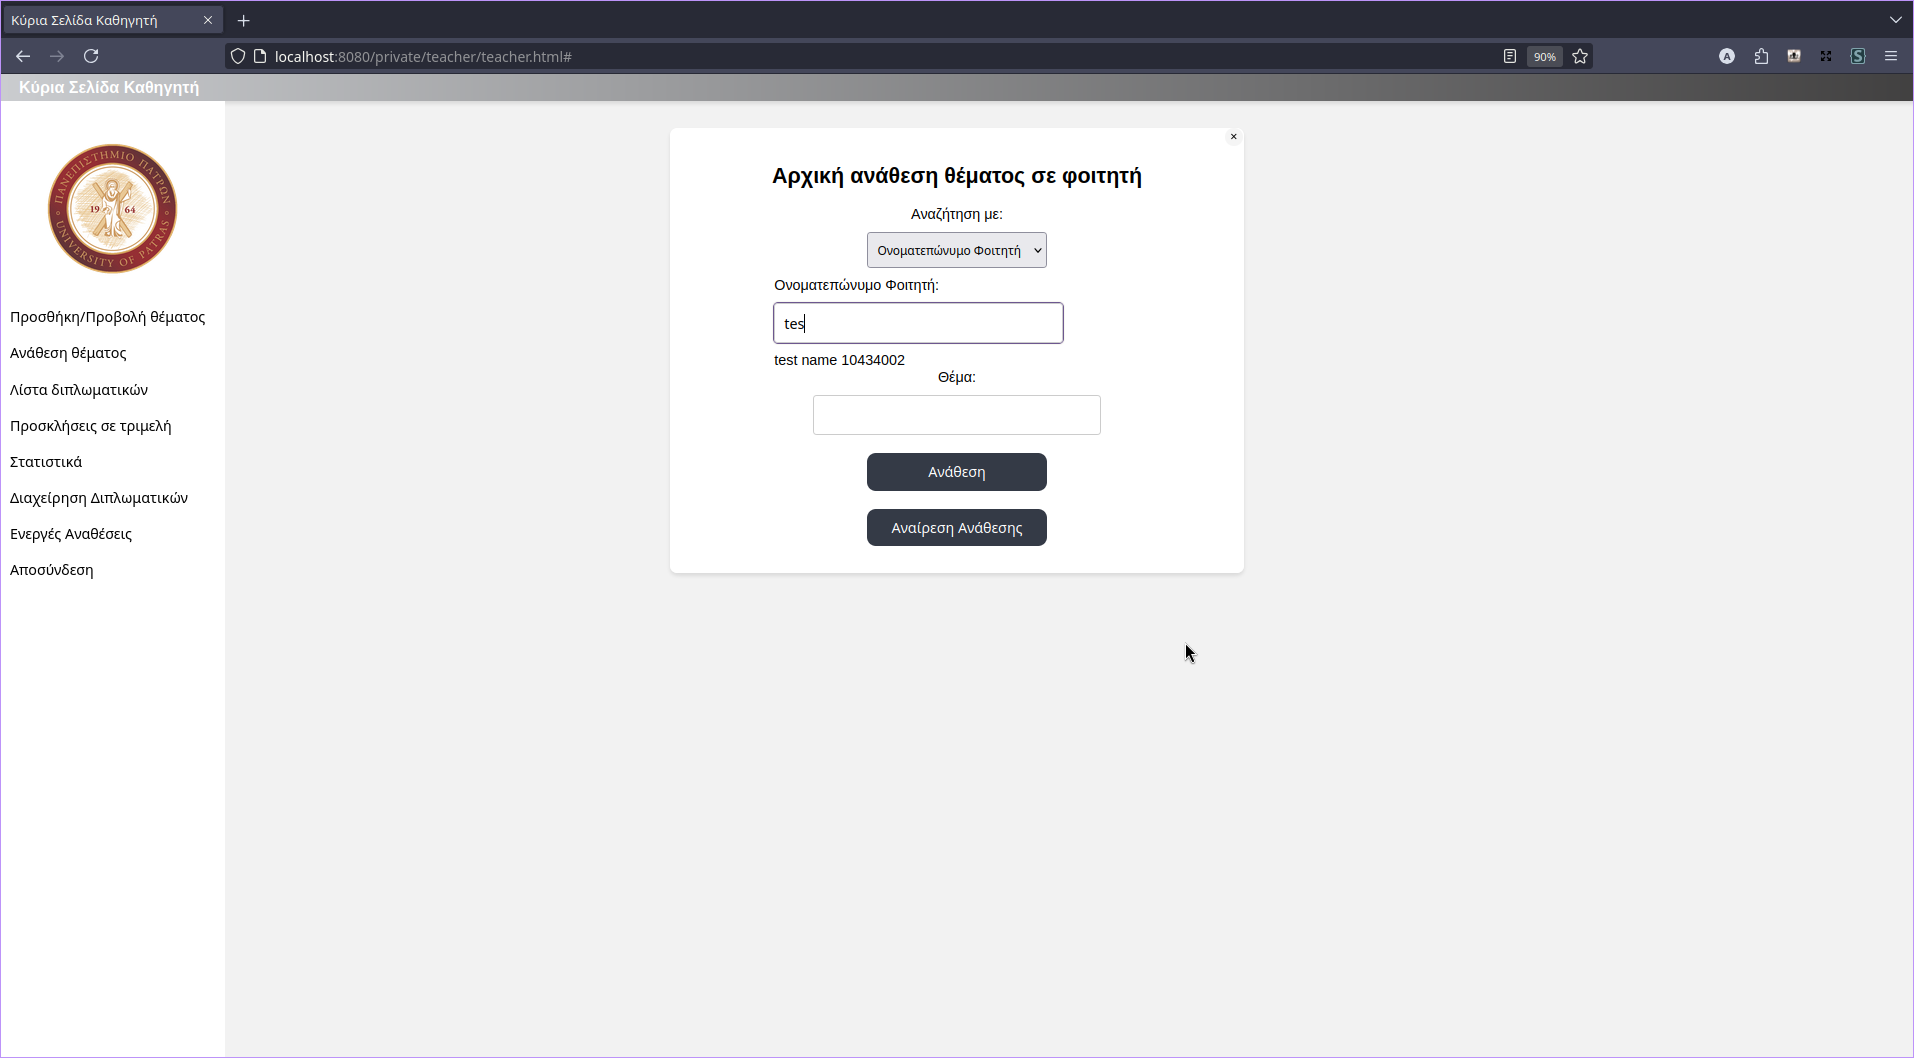 Κύρια Σελίδα Καθηγητή
localhost:8080/private/teacher/teacher.html#
90%
A
S
Κύρια Σελίδα Καθηγητή
ΠΑΝΕΠΙΣΤΗΜΙΟ ΠΑΤΡΩΝ
19 64
UNIVERSITY OF PATRAS
Προσθήκη/Προβολή θέματος
Ανάθεση θέματος
Λίστα διπλωματικών
Προσκλήσεις σε τριμελή
Στατιστικά
Διαχείρηση Διπλωματικών
Ενεργές Αναθέσεις
Αποσύνδεση
Αρχική ανάθεση θέματος σε φοιτητή
Αναζήτηση με:
Ονοματεπώνυμο Φοιτητή
Ονοματεπώνυμο Φοιτητή:
tes
test name 10434002
Θέμα:
Ανάθεση
Αναίρεση Ανάθεσης